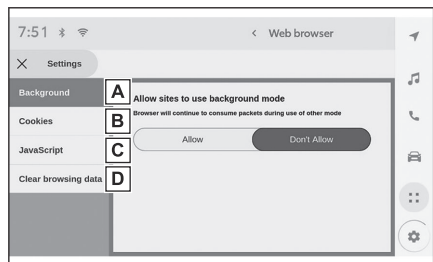 7:51
< Web browser
X Settings
Background A
Allow sites to use background mode
Browser will continue to consume packets during use of other mode
Cookies B
Allow Don't Allow
JavaScript C
Clear browsing data D